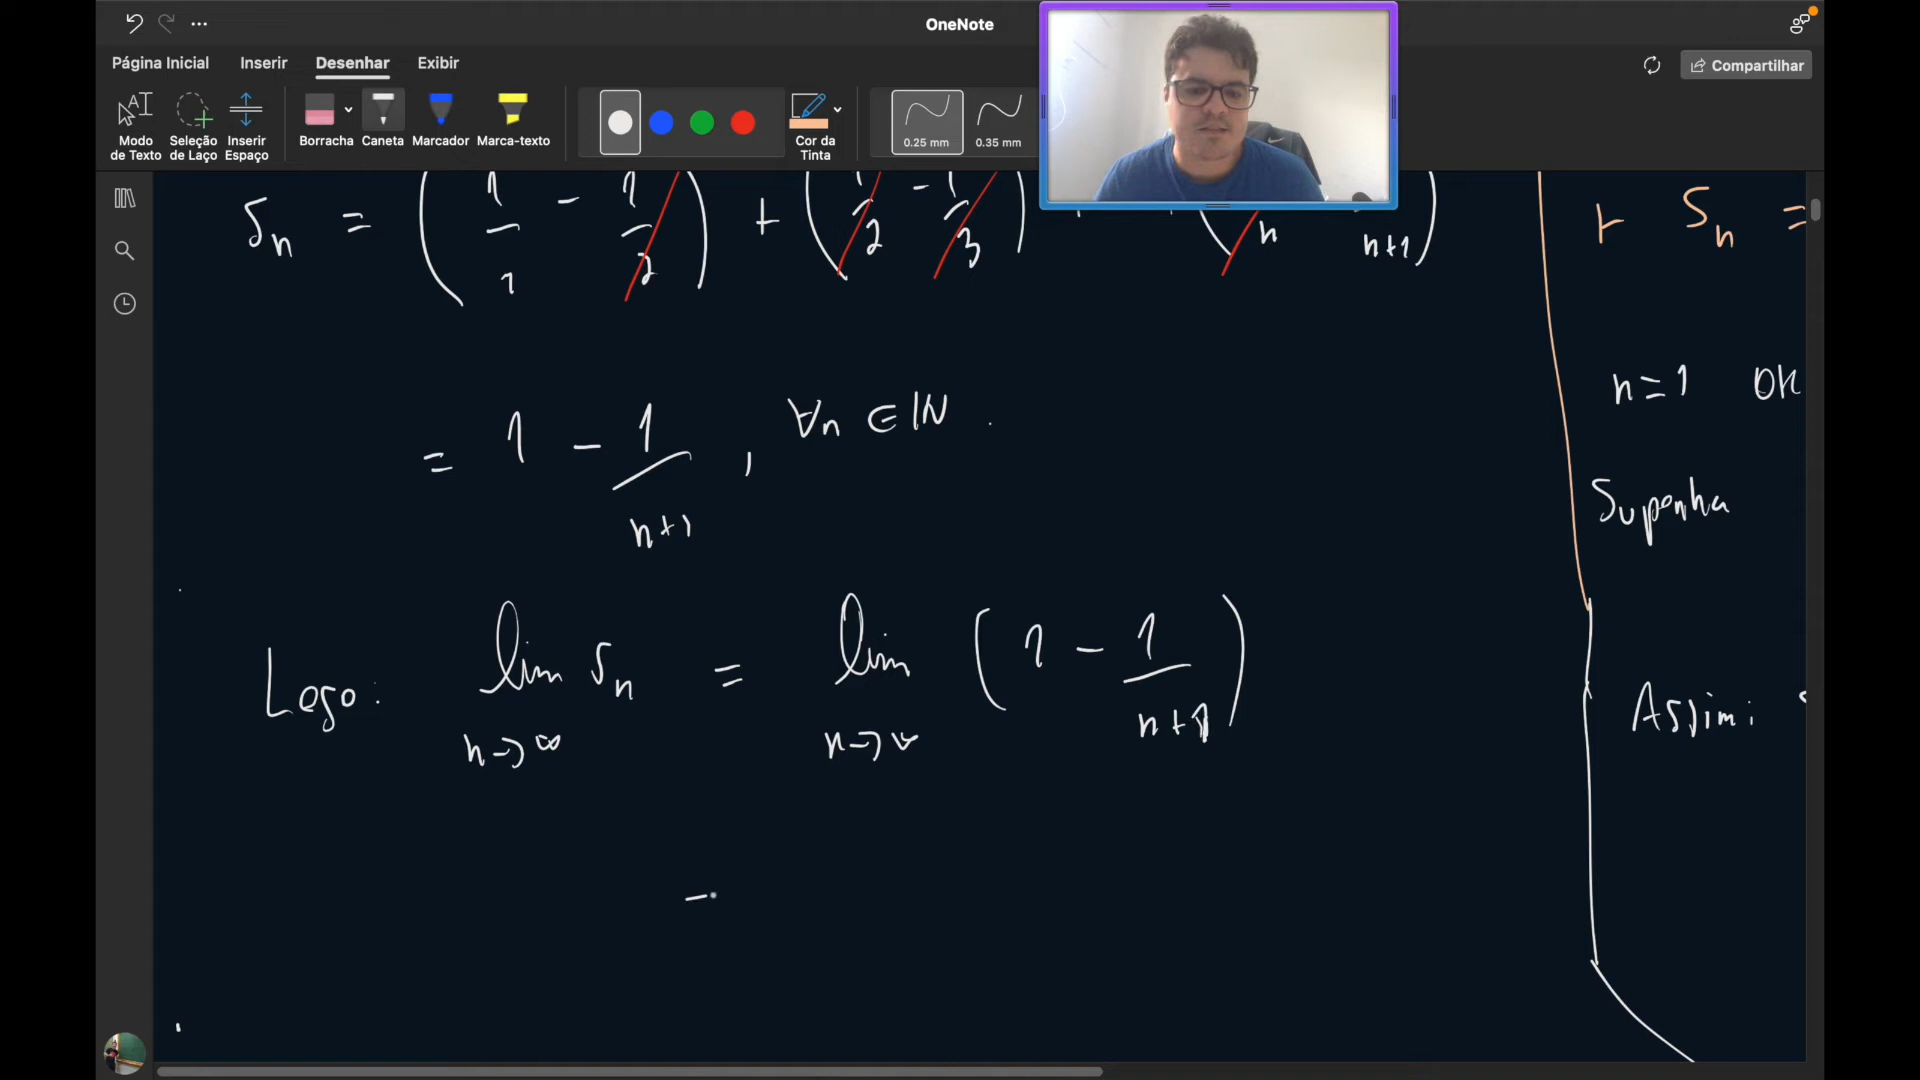 OneNote
Página Inicial Inserir Desenhar Exibir
Compartilhar
Modo de Texto Seleção de Laço Inserir Espaço Borracha Caneta Marcador Marca-texto Cor da Tinta 0.25 mm 0.35 mm
Sn = (1/1 - 1/2) + (1/2 - 1/3) + n n+1)
= 1 - 1/(n+1) , ∀n ∈ ℕ.
Logo: lim n→∞ Sn = lim n→∞ (1 - 1/(n+1))
Sn =
n=1 OK
Suponha
Assim: